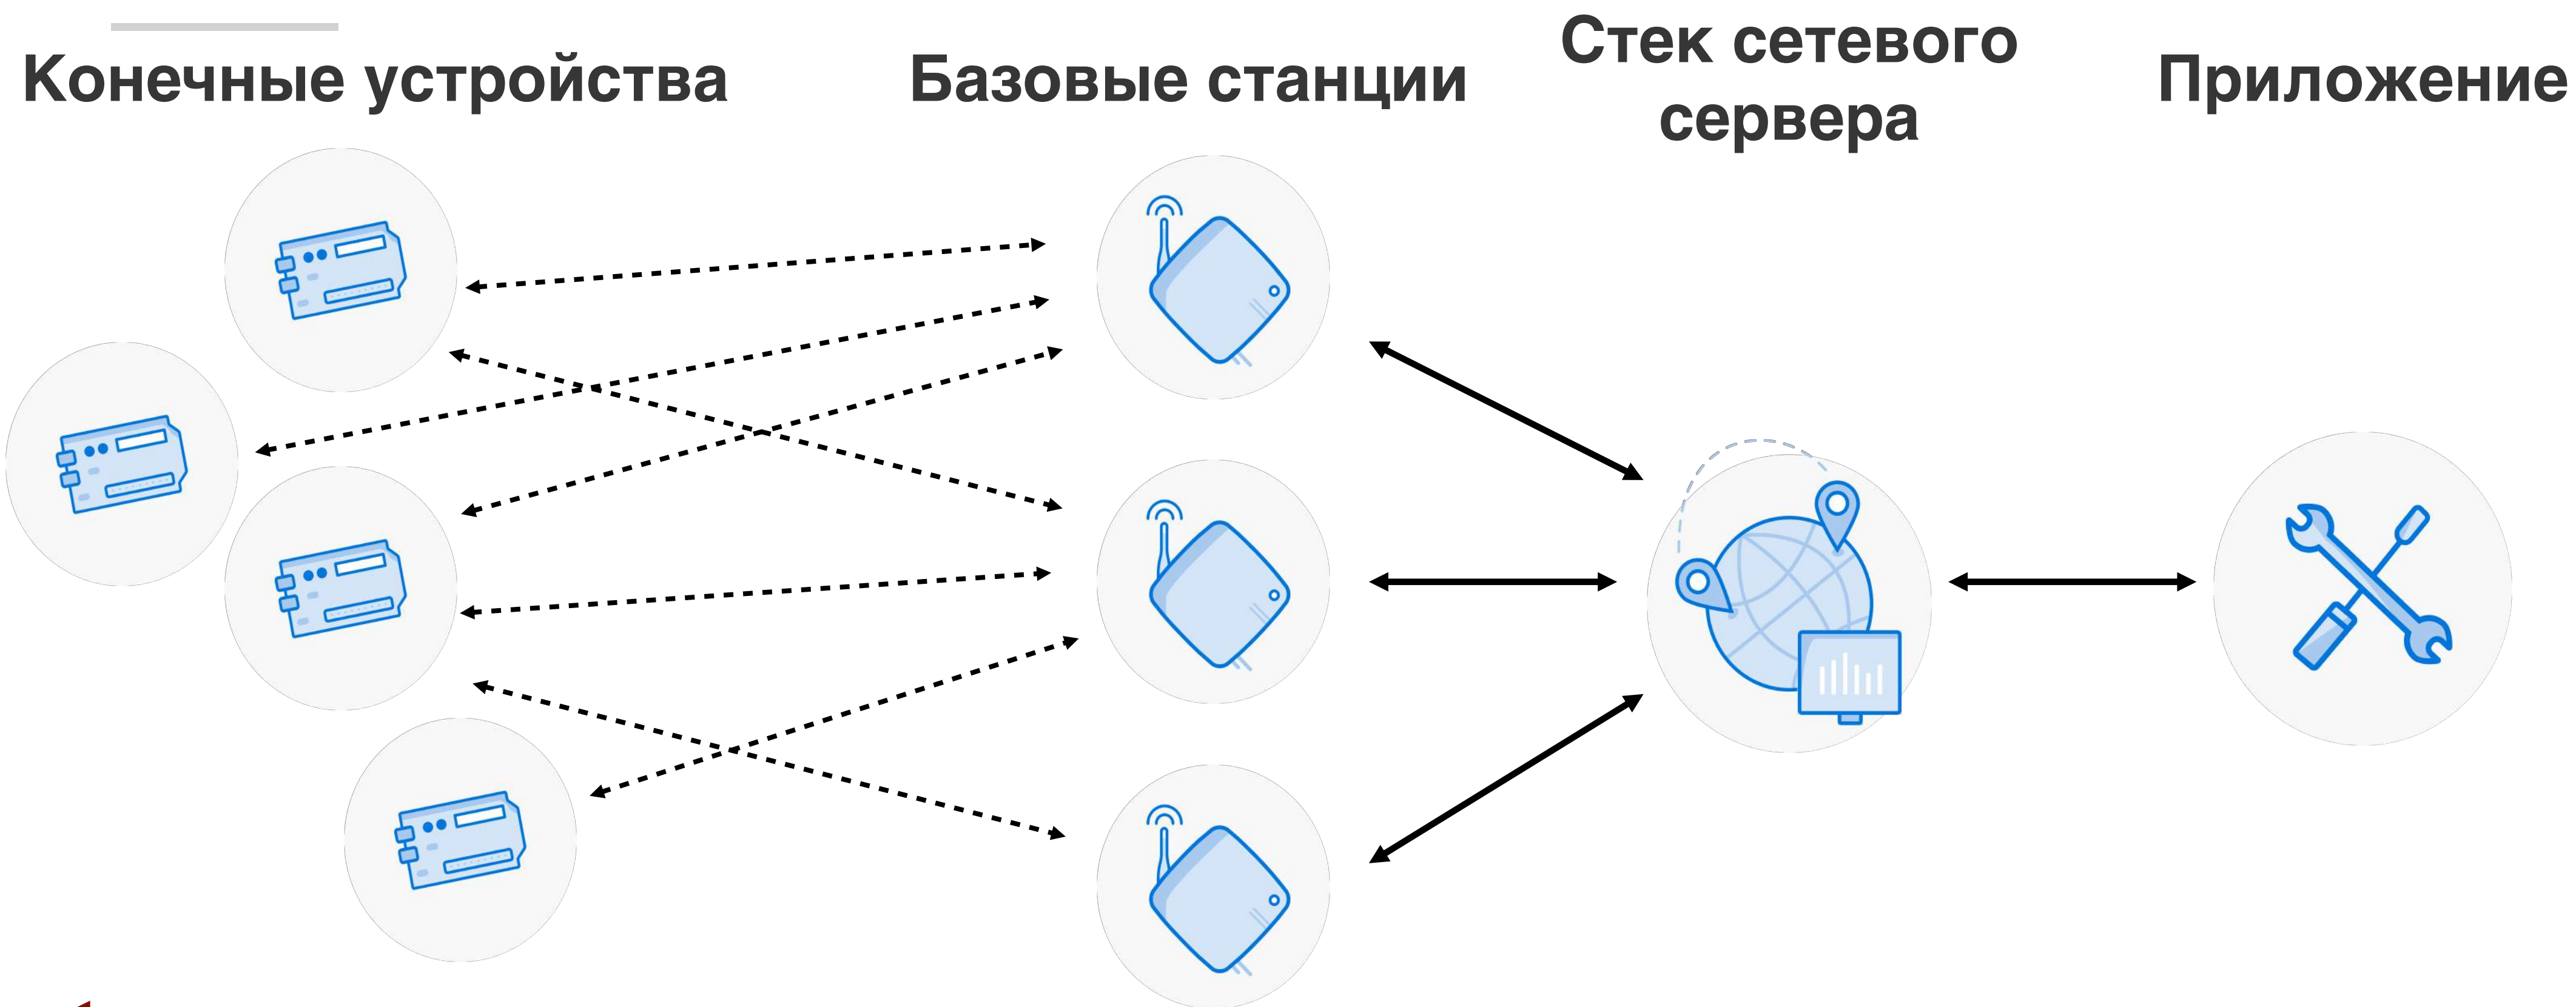 Конечные устройства
Базовые станции
Стек сетевого
сервера
Приложение